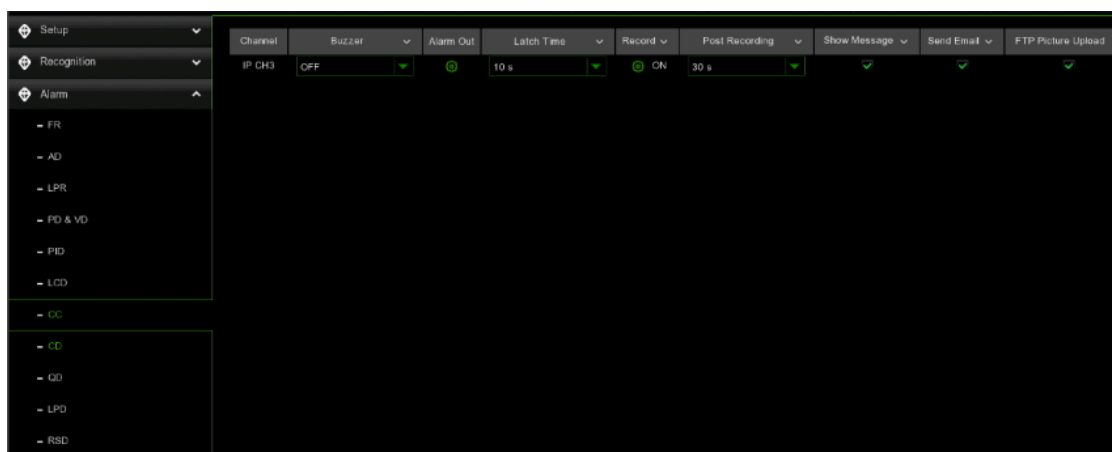 Setup
Recognition
Alarm
- FR
- AD
- LPR
- PD & VD
- PID
- LCD
- CC
- CD
- QD
- LPD
- RSD
Channel Buzzer Alarm Out Latch Time Record Post Recording Show Message Send Email FTP Picture Upload
IP CH3 OFF 10 s ON 30 s